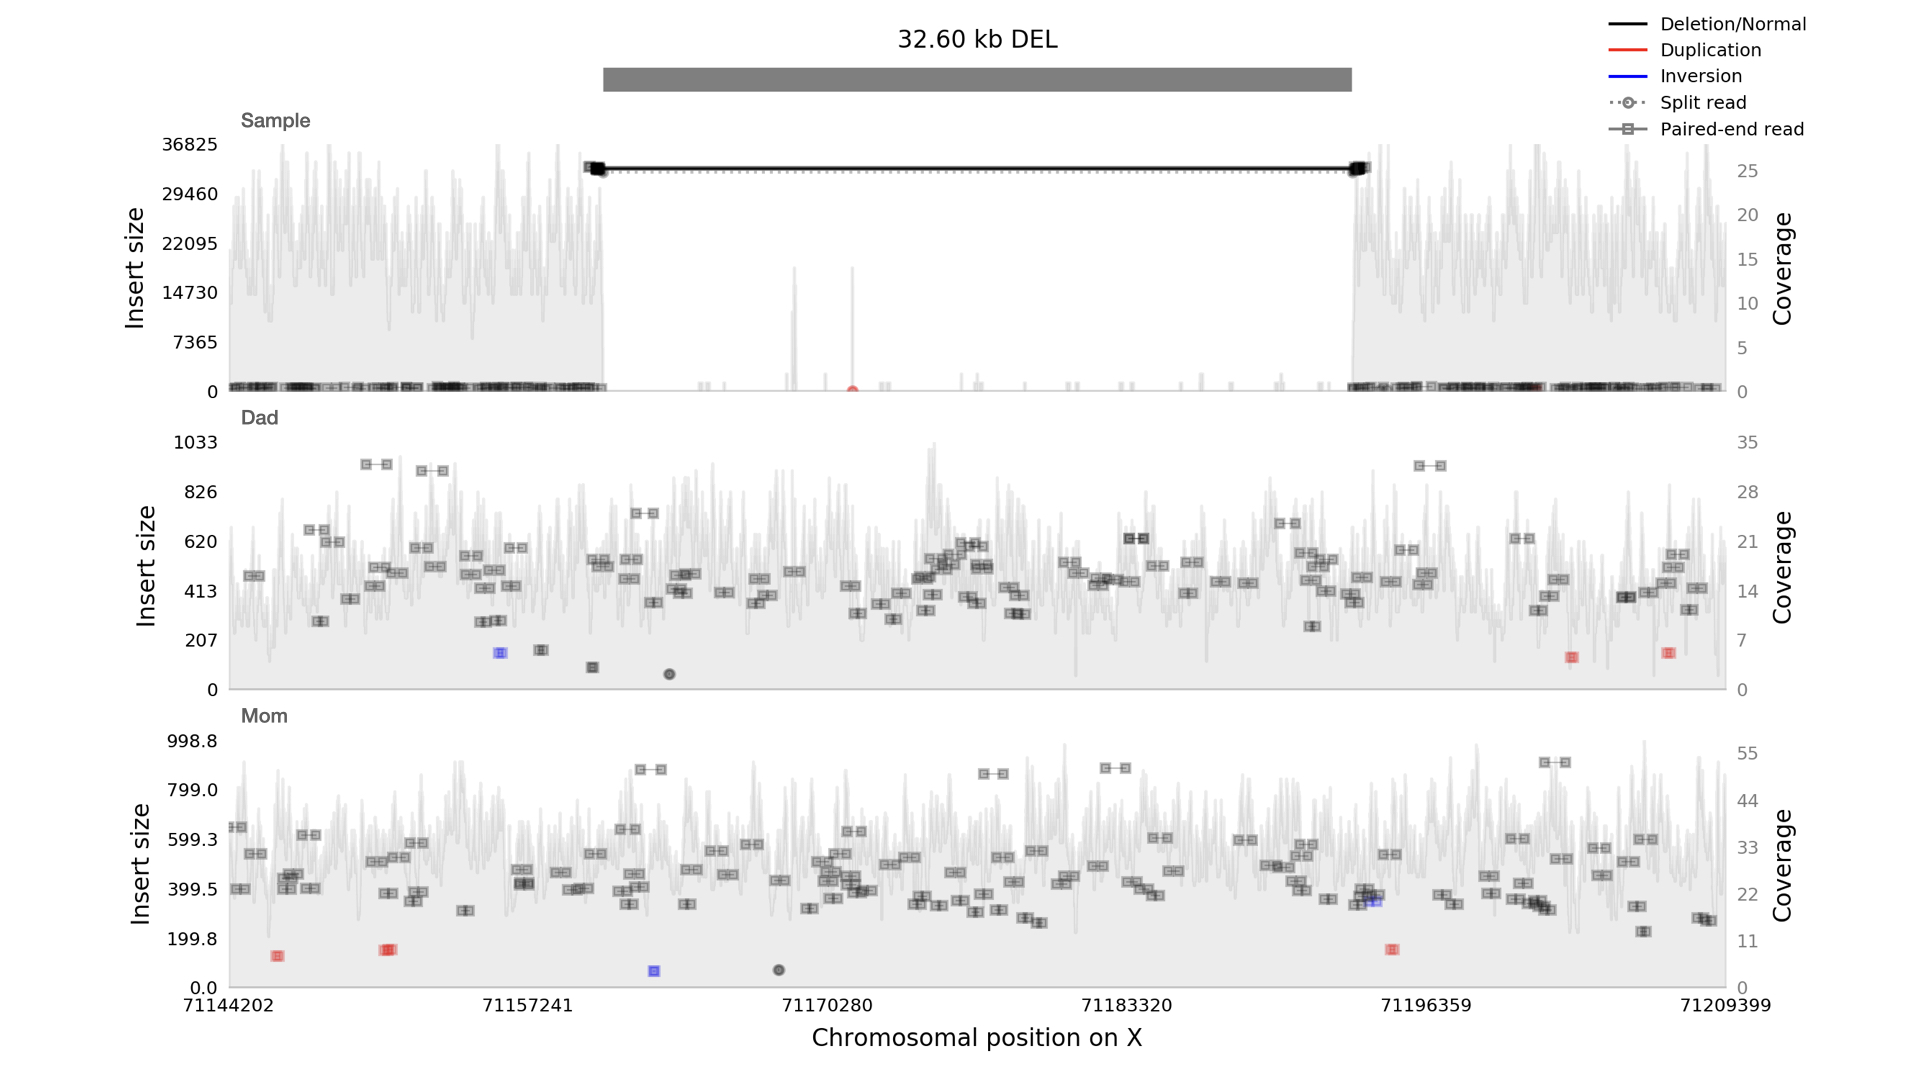 32.60 kb DEL
Deletion/Normal
Duplication
Inversion
Split read
Paired-end read
Sample
Insert size
36825
29460
22095
14730
7365
0
Coverage
25
20
15
10
5
0
Dad
Insert size
1033
826
620
413
207
0
Coverage
35
28
21
14
7
0
Mom
Insert size
998.8
799.0
599.3
399.5
199.8
0.0
Coverage
55
44
33
22
11
0
71144202 71157241 71170280 71183320 71196359 71209399
Chromosomal position on X